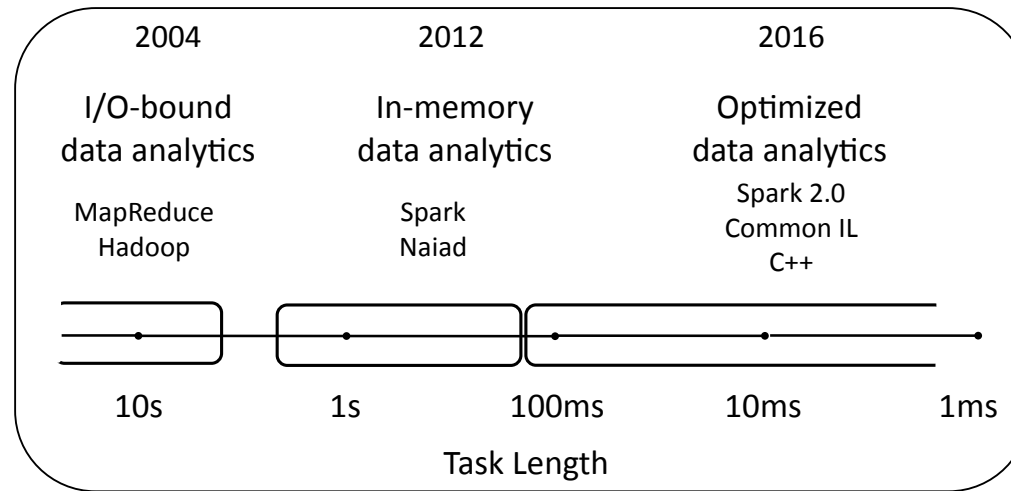 2004
2012
2016
I/O-bound
data analytics
In-memory
data analytics
Optimized
data analytics
MapReduce
Hadoop
Spark
Naiad
Spark 2.0
Common IL
C++
10s
1s
100ms
10ms
1ms
Task Length